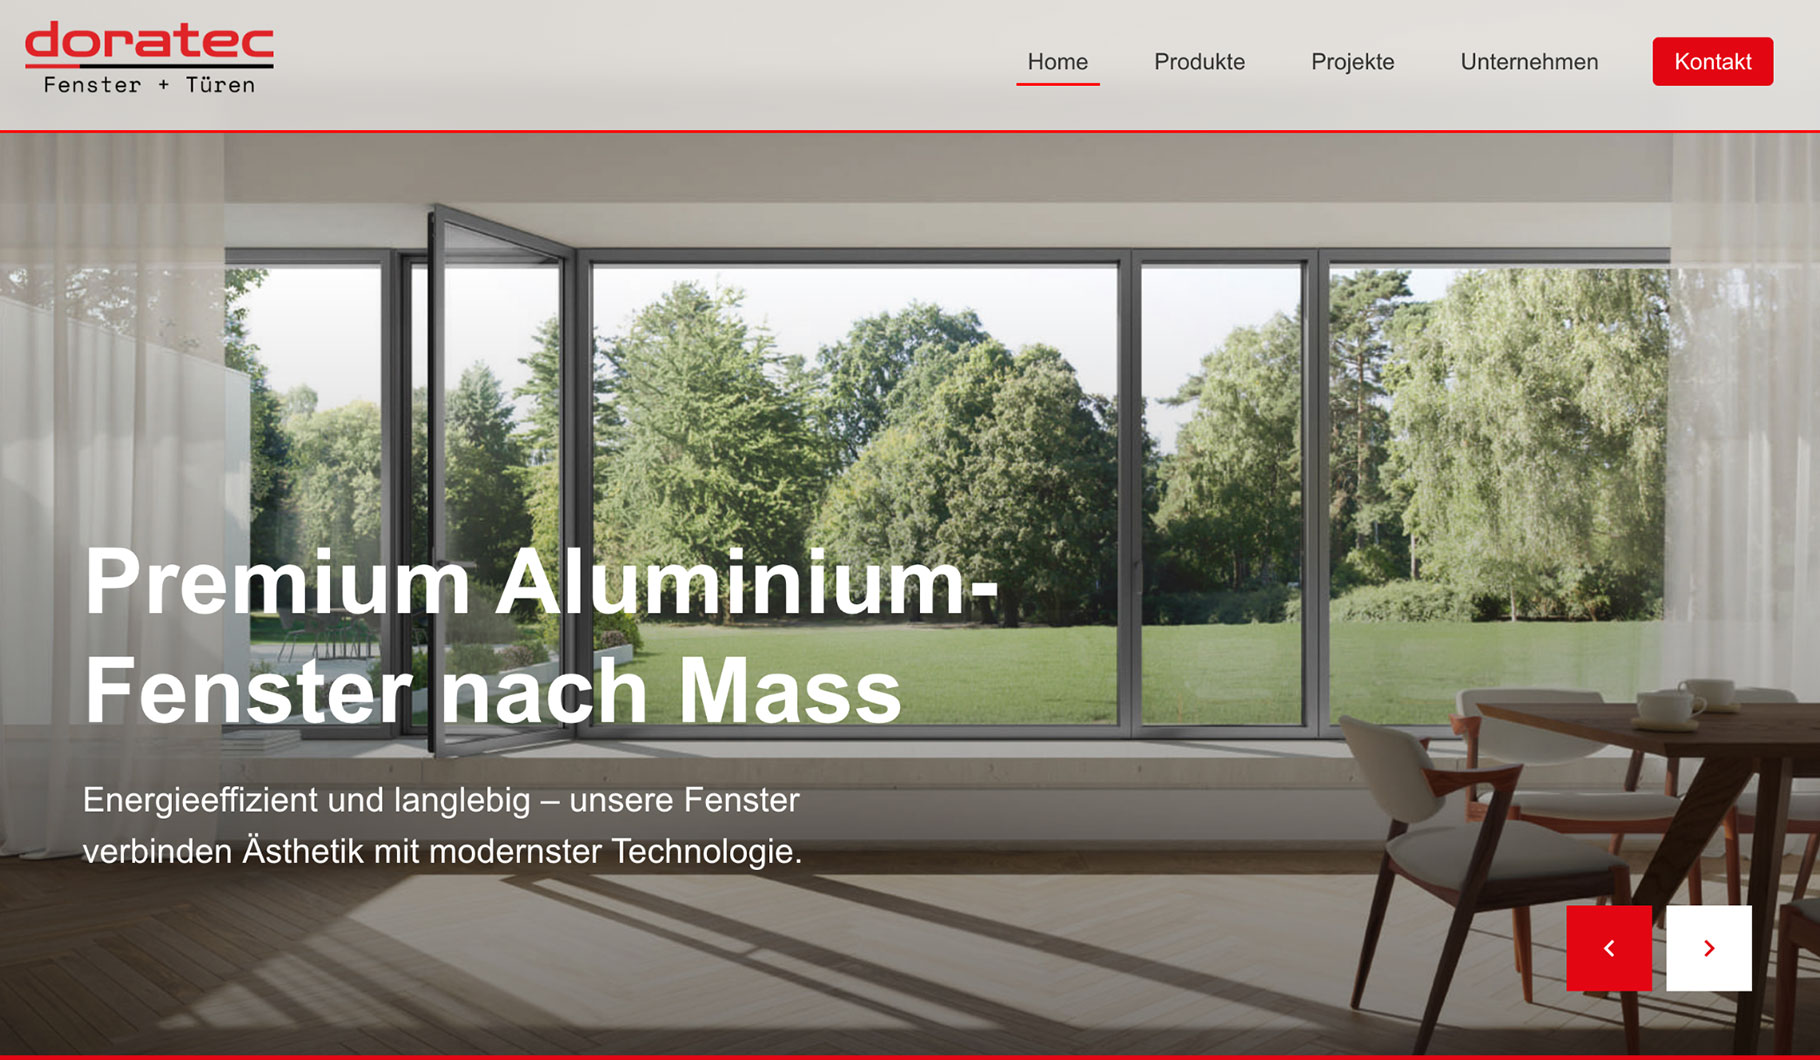 doratec
Fenster + Türen
Home Produkte Projekte Unternehmen Kontakt
Premium Aluminium-
Fenster nach Mass
Energieeffizient und langlebig – unsere Fenster
verbinden Ästhetik mit modernster Technologie.